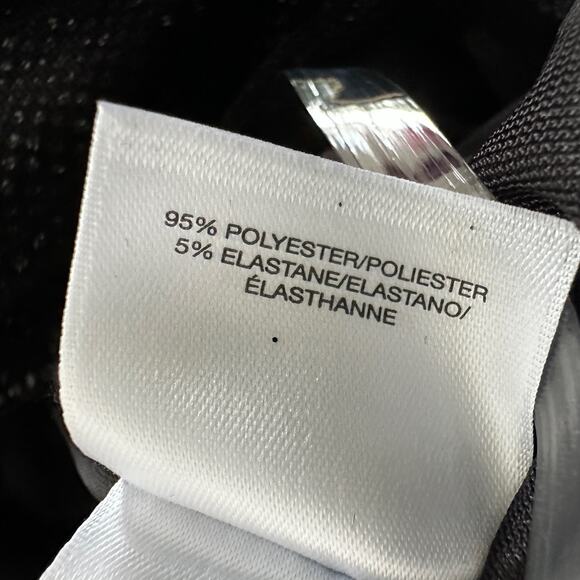 95% POLYESTER/POLIESTER
5% ELASTANE/ELASTANO/
ÉLASTHANNE